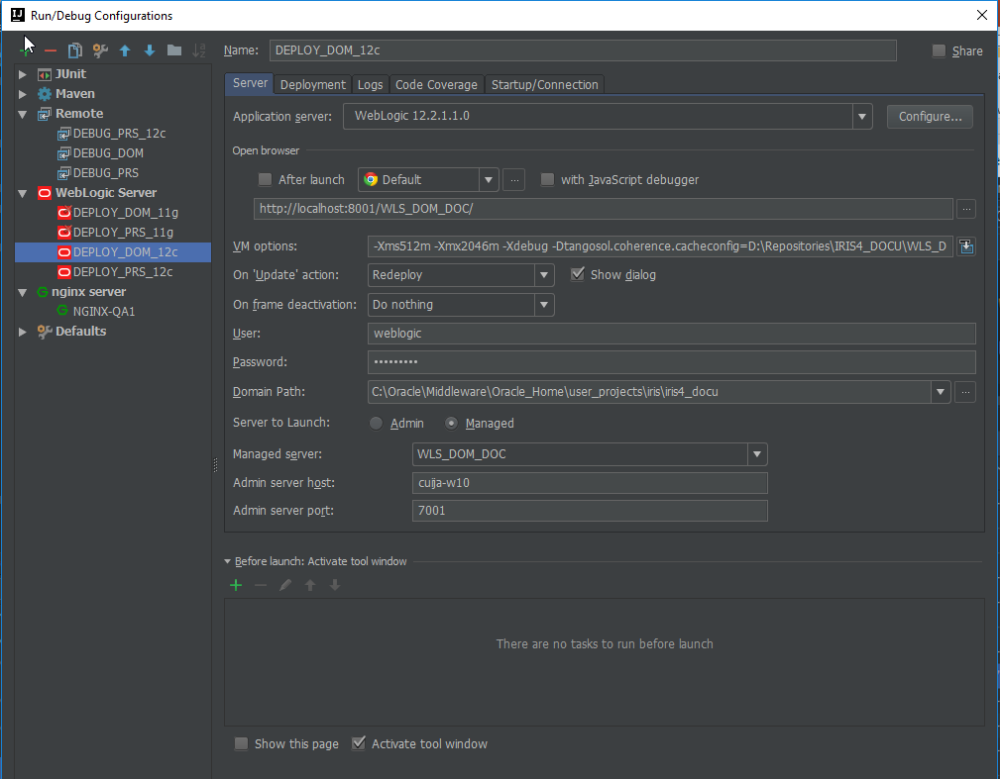 Run/Debug Configurations
Name: DEPLOY_DOM_12c Share
JUnit
Maven
Remote
DEBUG_PRS_12c
DEBUG_DOM
DEBUG_PRS
WebLogic Server
DEPLOY_DOM_11g
DEPLOY_PRS_11g
DEPLOY_DOM_12c
DEPLOY_PRS_12c
nginx server
NGINX-QA1
Defaults
Server Deployment Logs Code Coverage Startup/Connection
Application server: WebLogic 12.2.1.1.0 Configure...
Open browser
After launch Default ... with JavaScript debugger
http://localhost:8001/WLS_DOM_DOC/ ...
VM options: -Xms512m -Xmx2046m -Xdebug -Dtangosol.coherence.cacheconfig=D:\Repositories\IRIS4_DOCU\WLS_D
On 'Update' action: Redeploy Show dialog
On frame deactivation: Do nothing
User: weblogic
Password: •••••••••
Domain Path: C:\Oracle\Middleware\Oracle_Home\user_projects\iris\iris4_docu ...
Server to Launch: Admin Managed
Managed server: WLS_DOM_DOC
Admin server host: cuija-w10
Admin server port: 7001
Before launch: Activate tool window
There are no tasks to run before launch
Show this page Activate tool window